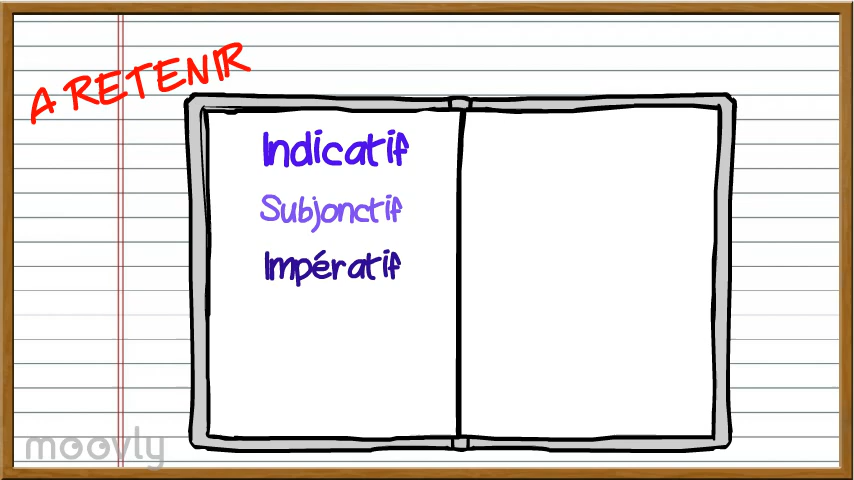 A RETENIR
Indicatif
Subjonctif
Impératif
moovly